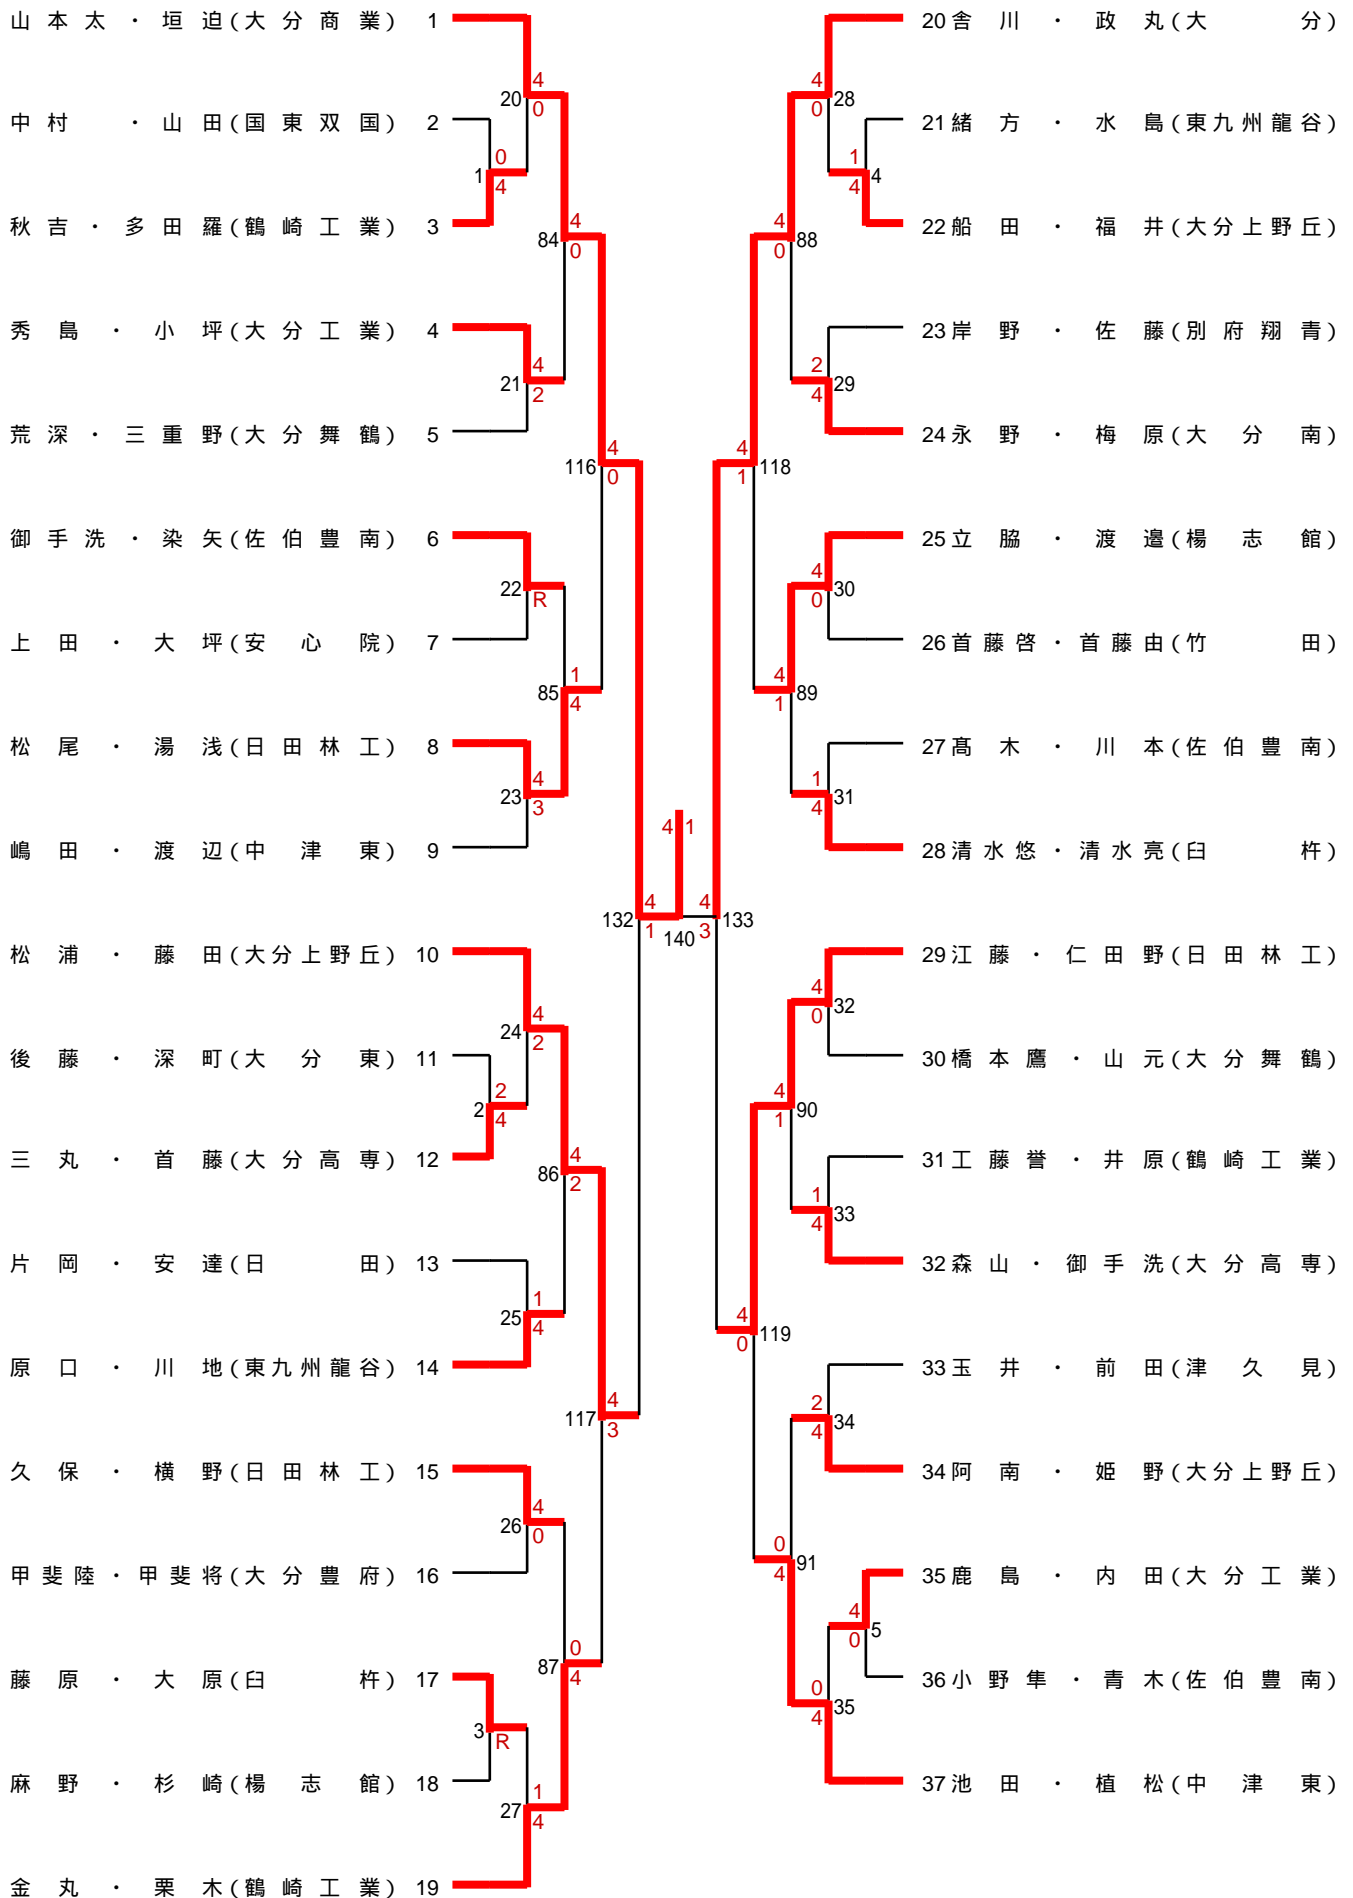 山本太・垣迫(大分商業) 1
中村・山田(国東双国) 2
秋吉・多田羅(鶴崎工業) 3
秀島・小坪(大分工業) 4
荒深・三重野(大分舞鶴) 5
御手洗・染矢(佐伯豊南) 6
上田・大坪(安心院) 7
松尾・湯浅(日田林工) 8
嶋田・渡辺(中津東) 9
松浦・藤田(大分上野丘) 10
後藤・深町(大分東) 11
三丸・首藤(大分高専) 12
片岡・安達(日田) 13
原口・川地(東九州龍谷) 14
久保・横野(日田林工) 15
甲斐陸・甲斐将(大分豊府) 16
藤原・大原(臼杵) 17
麻野・杉崎(楊志館) 18
金丸・栗木(鶴崎工業) 19
1 0 4
2 2 4
3 R
20 4 0
21 4 2
22 R
23 4 3
24 4 2
25 1 4
26 4 0
27 1 4
84 4 0
85 1 4
86 4 2
87 0 4
116 4 0
117 4 3
132 4 1
4 1
140
133 4 3
118 4 1
119 4 0
88 4 0
89 4 1
90 4 1
91 0 4
28 4 0
29 2 4
30 4 0
31 1 4
32 4 0
33 1 4
34 2 4
35 0 4
4 1 4
5 4 0
20 舎川・政丸(大分)
21 緒方・水島(東九州龍谷)
22 船田・福井(大分上野丘)
23 岸野・佐藤(別府翔青)
24 永野・梅原(大分南)
25 立脇・渡邉(楊志館)
26 首藤啓・首藤由(竹田)
27 髙木・川本(佐伯豊南)
28 清水悠・清水亮(臼杵)
29 江藤・仁田野(日田林工)
30 橋本鷹・山元(大分舞鶴)
31 工藤誉・井原(鶴崎工業)
32 森山・御手洗(大分高専)
33 玉井・前田(津久見)
34 阿南・姫野(大分上野丘)
35 鹿島・内田(大分工業)
36 小野隼・青木(佐伯豊南)
37 池田・植松(中津東)